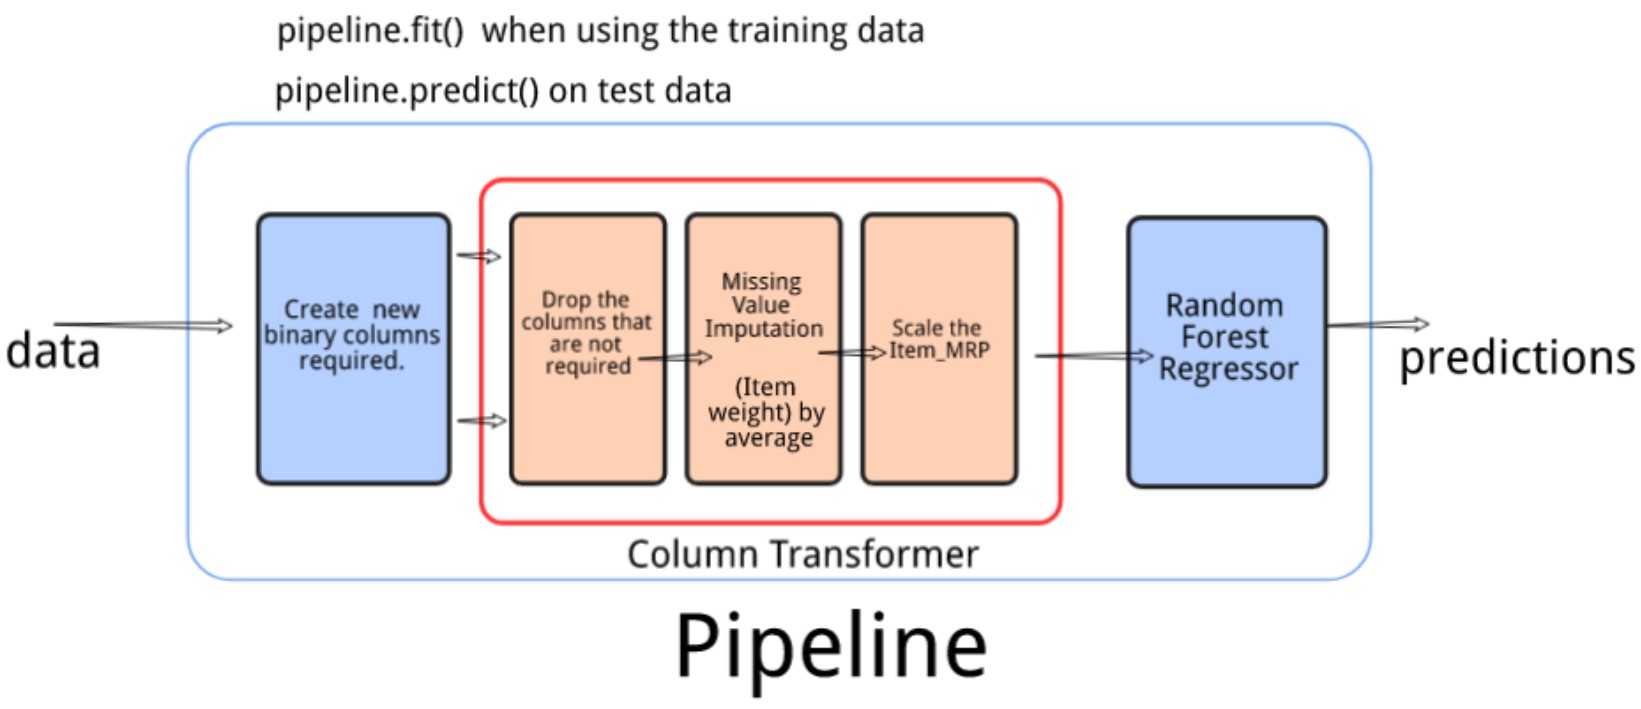 pipeline.fit()  when using the training data
pipeline.predict() on test data
data
Create  new
binary columns
required.
Drop the
columns that
are not
required
Missing
Value
Imputation
(Item
weight) by
average
Scale the
Item_MRP
Random
Forest
Regressor
predictions
Column Transformer
Pipeline